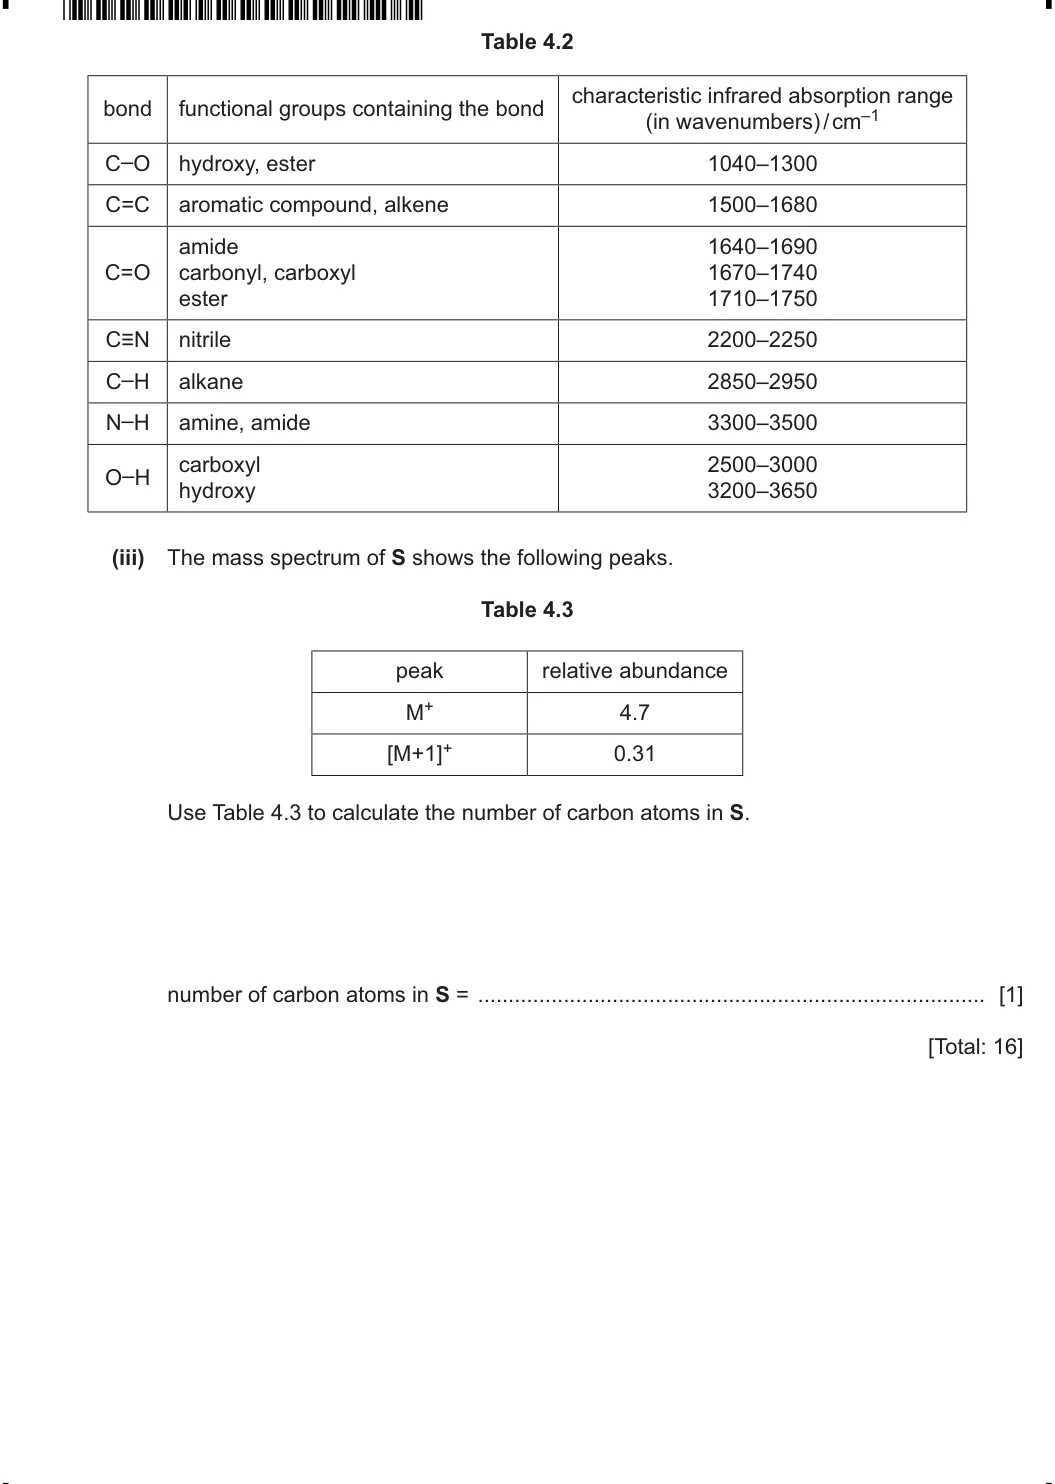 Table 4.2
bond functional groups containing the bond characteristic infrared absorption range
(in wavenumbers) / cm⁻¹
C–O hydroxy, ester 1040–1300
C=C aromatic compound, alkene 1500–1680
C=O amide 1640–1690
carbonyl, carboxyl 1670–1740
ester 1710–1750
C≡N nitrile 2200–2250
C–H alkane 2850–2950
N–H amine, amide 3300–3500
O–H carboxyl 2500–3000
hydroxy 3200–3650
(iii) The mass spectrum of S shows the following peaks.
Table 4.3
peak relative abundance
M⁺ 4.7
[M+1]⁺ 0.31
Use Table 4.3 to calculate the number of carbon atoms in S.
number of carbon atoms in S = .................................................................................... [1]
[Total: 16]